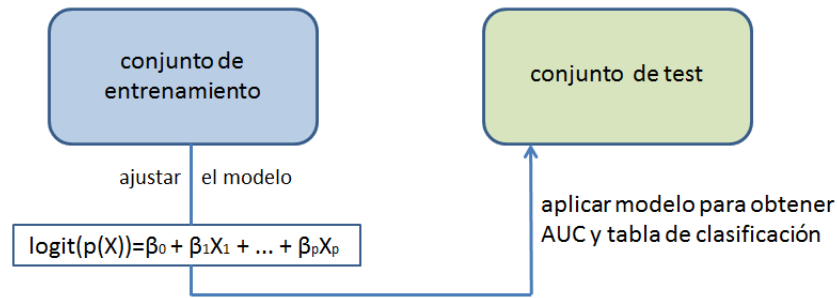 conjunto de
entrenamiento
conjunto de test
ajustar el modelo
logit(p(X))=β₀ + β₁X₁ + ... + βₚXₚ
aplicar modelo para obtener
AUC y tabla de clasificación